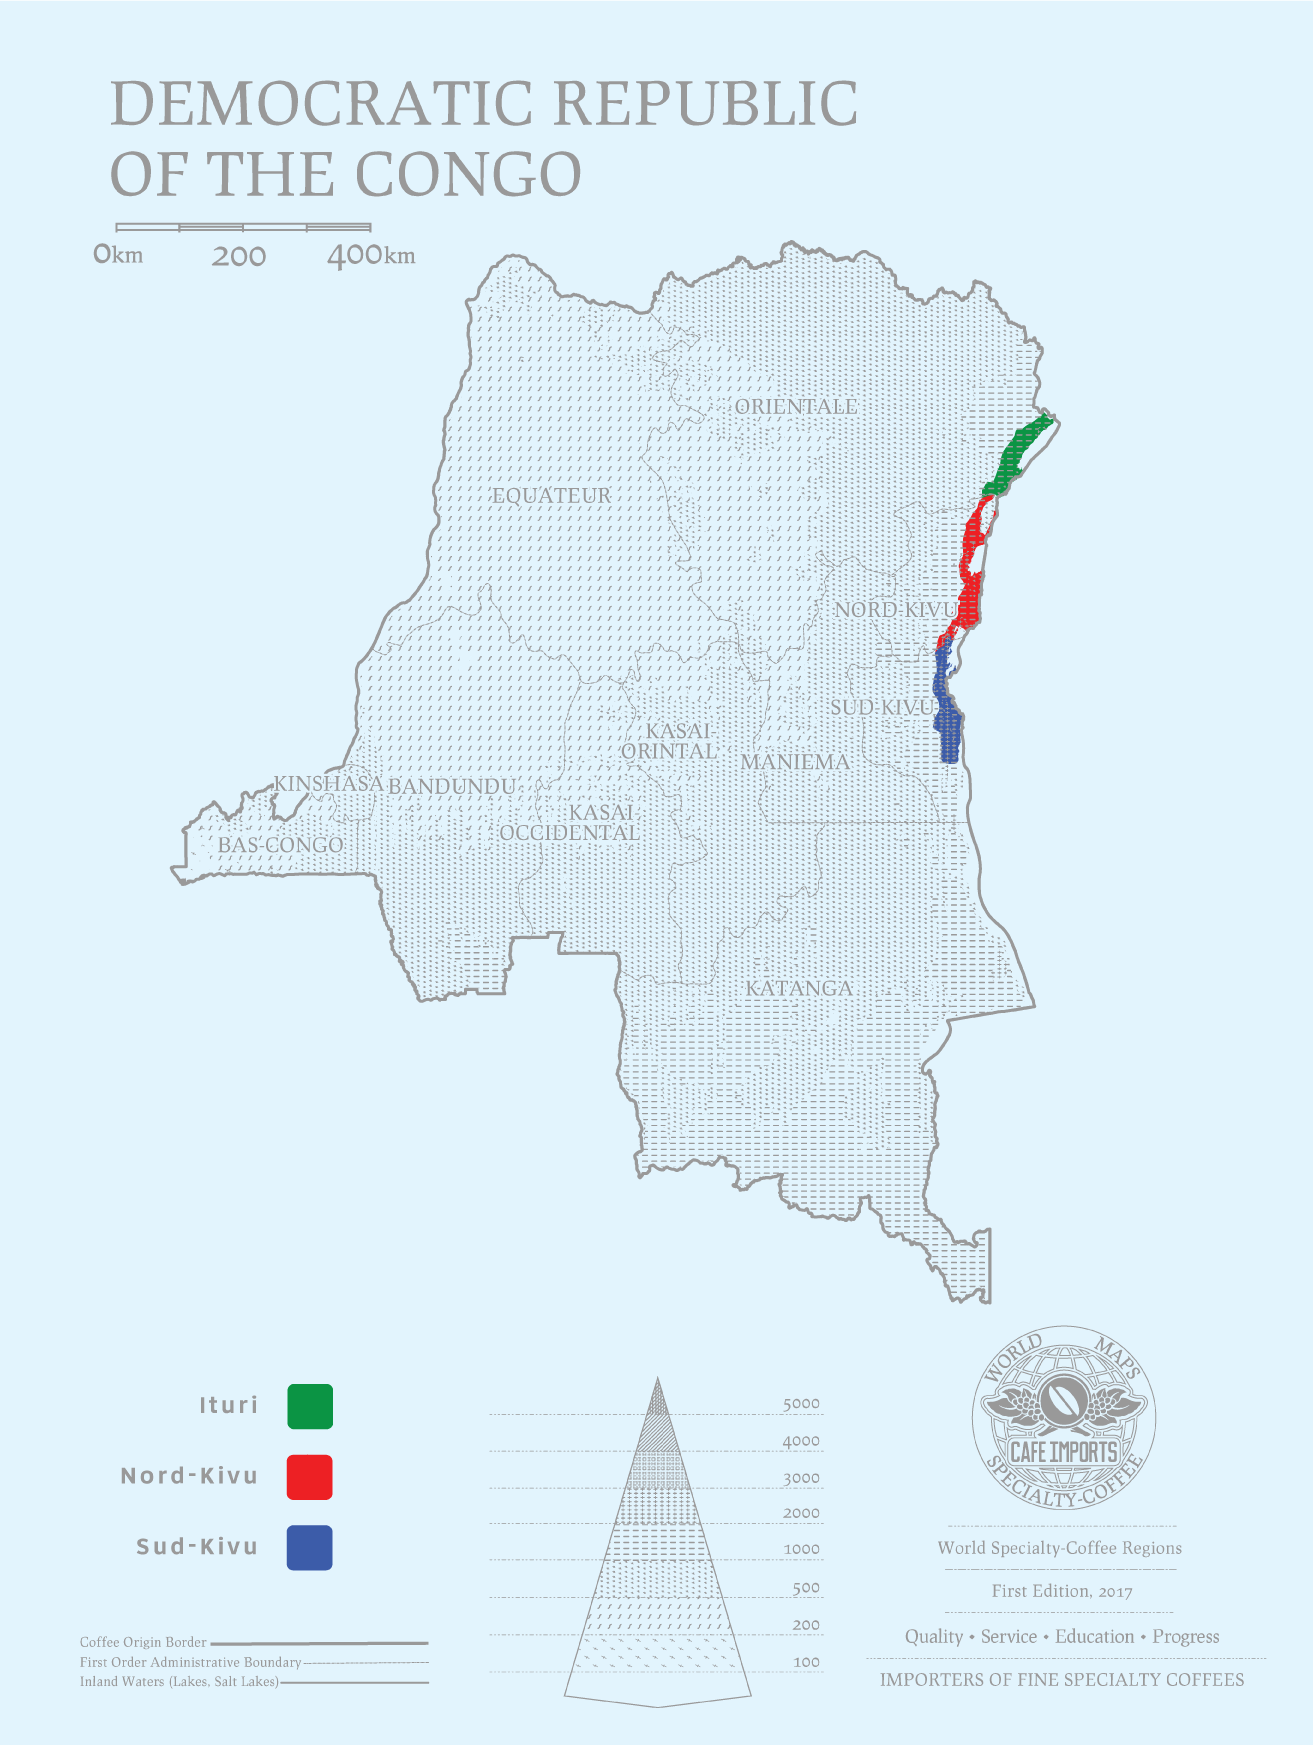 DEMOCRATIC REPUBLIC
OF THE CONGO
0km 200 400km
ORIENTALE
EQUATEUR
NORD-KIVU
SUD-KIVU
KASAI-
ORINTAL
MANIEMA
KINSHASA
BANDUNDU
KASAI
OCCIDENTAL
BAS-CONGO
KATANGA
Ituri
Nord-Kivu
Sud-Kivu
Coffee Origin Border
First Order Administrative Boundary
Inland Waters (Lakes, Salt Lakes)
5000
4000
3000
2000
1000
500
200
100
WORLD MAPS
CAFE IMPORTS
SPECIALTY-COFFEE
World Specialty-Coffee Regions
First Edition, 2017
Quality • Service • Education • Progress
IMPORTERS OF FINE SPECIALTY COFFEES